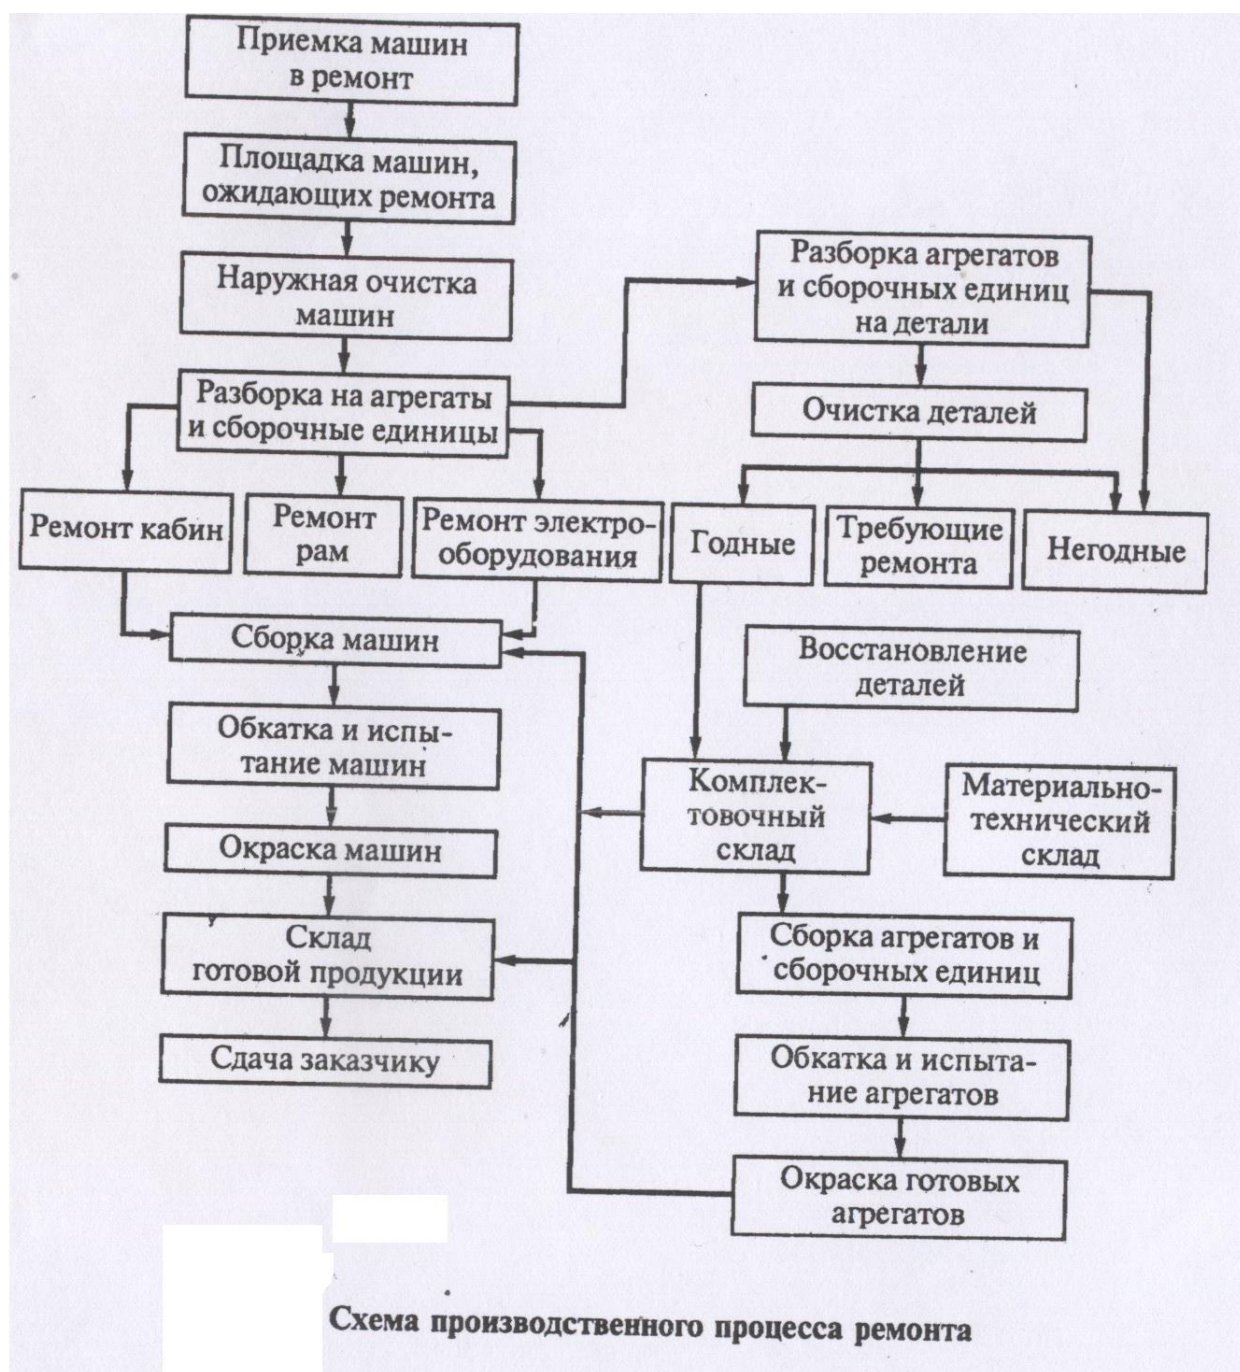 Приемка машин
в ремонт
Площадка машин,
ожидающих ремонта
Наружная очистка
машин
Разборка на агрегаты
и сборочные единицы
Ремонт кабин
Ремонт
рам
Ремонт электро-
оборудования
Сборка машин
Обкатка и испы-
тание машин
Окраска машин
Склад
готовой продукции
Сдача заказчику
Разборка агрегатов
и сборочных единиц
на детали
Очистка деталей
Годные
Требующие
ремонта
Негодные
Восстановление
деталей
Комплек-
товочный
склад
Материально-
технический
склад
Сборка агрегатов и
сборочных единиц
Обкатка и испыта-
ние агрегатов
Окраска готовых
агрегатов
Схема производственного процесса ремонта